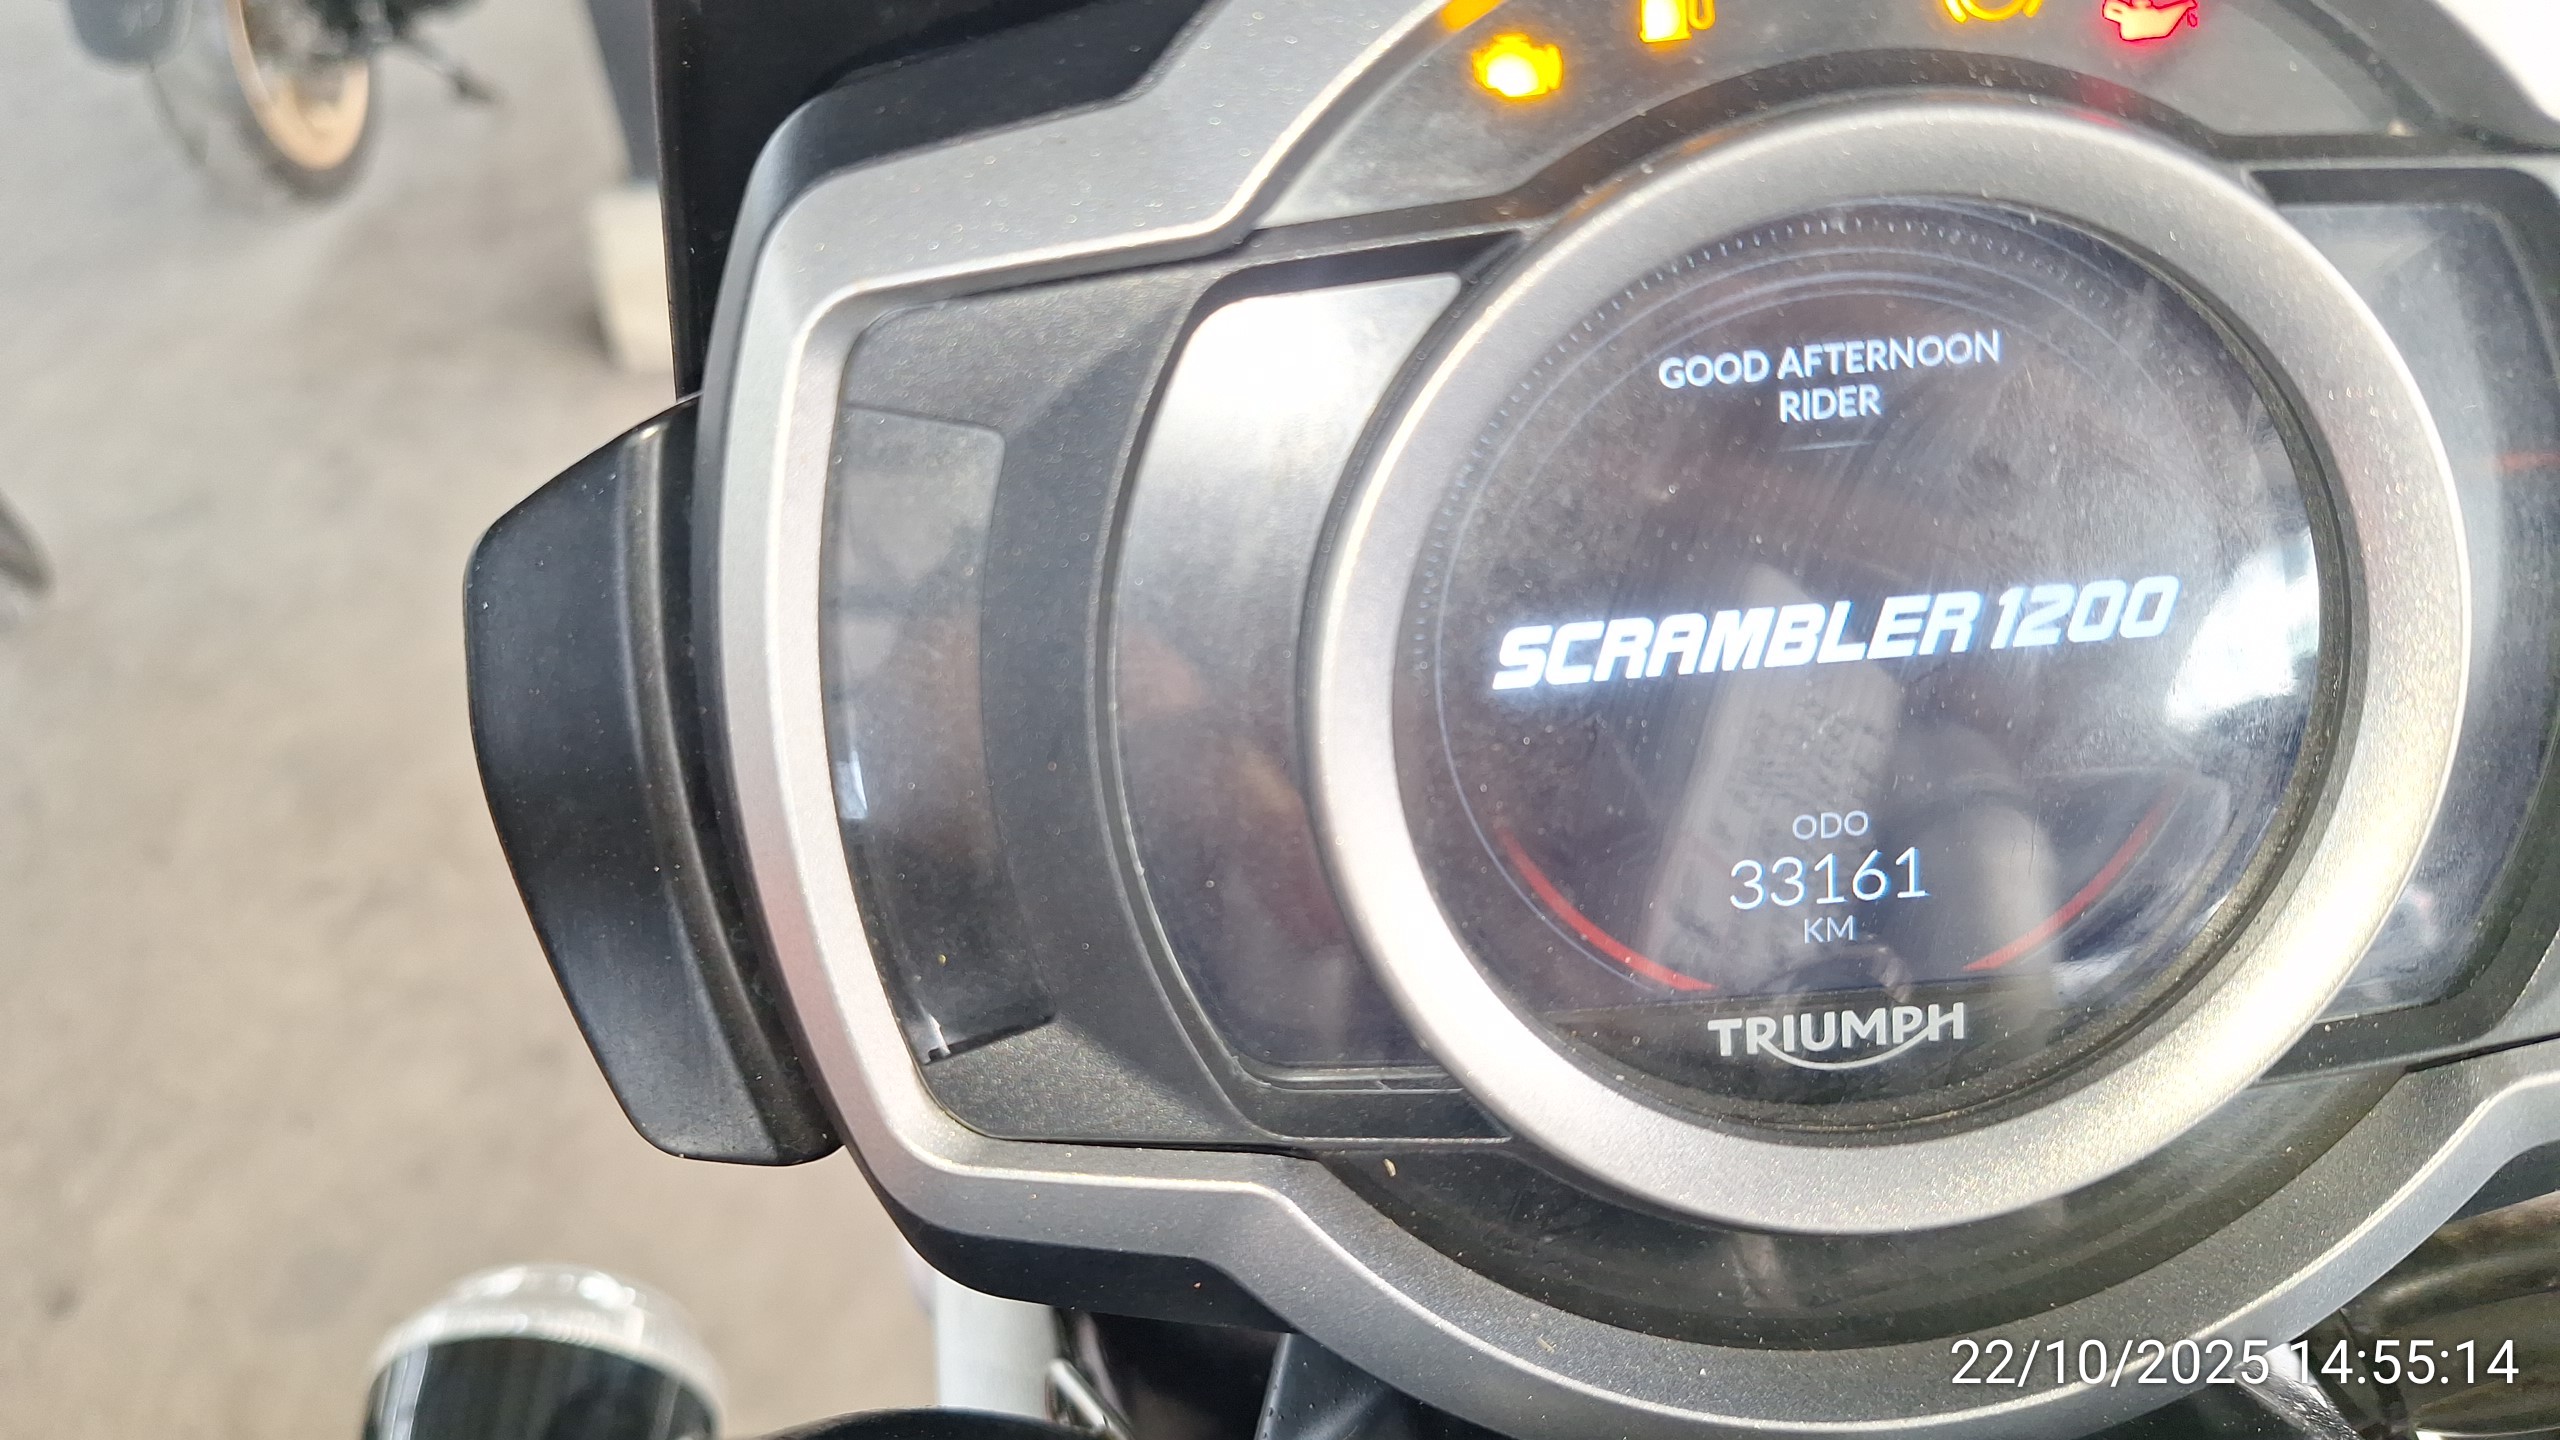 GOOD AFTERNOON
RIDER
SCRAMBLER 1200
ODO
33161
KM
TRIUMPH
22/10/2025 14:55:14